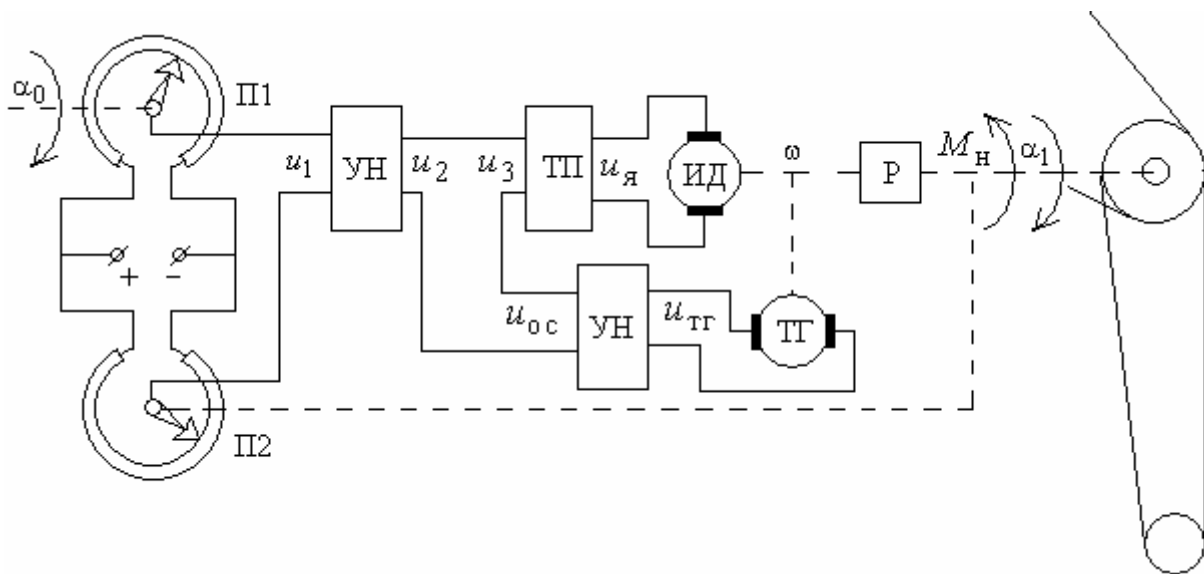 α₀
П1
u₁
УН
u₂
u₃
ТП
uя
ИД
ω
Р
Mн
α₁
+ -
uос
УН
uтг
ТГ
П2